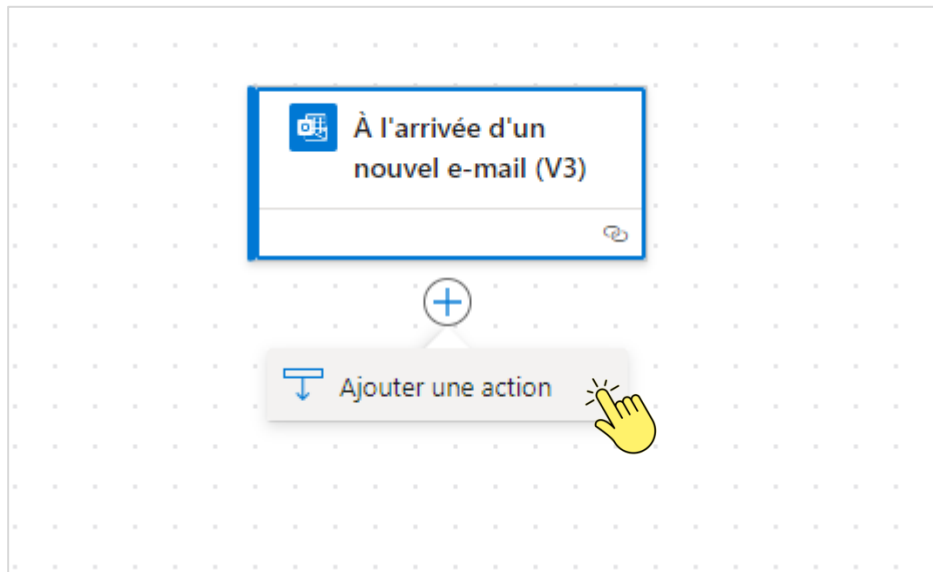 À l'arrivée d'un
nouvel e-mail (V3)
Ajouter une action